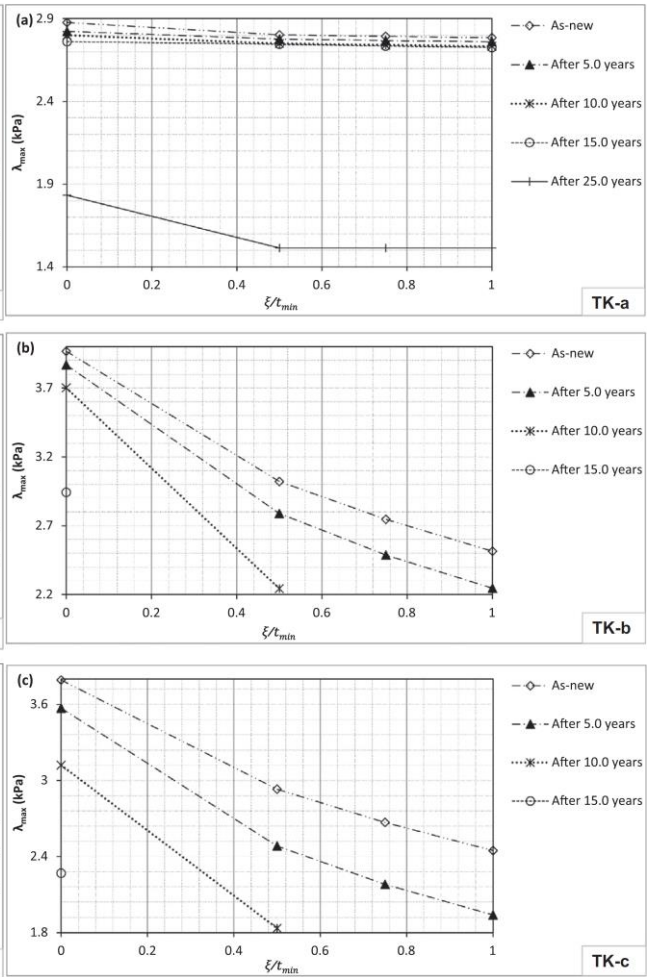 (a)
2.9
2.4
1.9
1.4
λmax (kPa)
0 0.2 0.4 0.6 0.8 1
ξ/tmin
As-new
After 5.0 years
After 10.0 years
After 15.0 years
After 25.0 years
TK-a
(b)
3.7
3.2
2.7
2.2
λmax (kPa)
0 0.2 0.4 0.6 0.8 1
ξ/tmin
As-new
After 5.0 years
After 10.0 years
After 15.0 years
TK-b
(c)
3.6
3
2.4
1.8
λmax (kPa)
0 0.2 0.4 0.6 0.8 1
ξ/tmin
As-new
After 5.0 years
After 10.0 years
After 15.0 years
TK-c